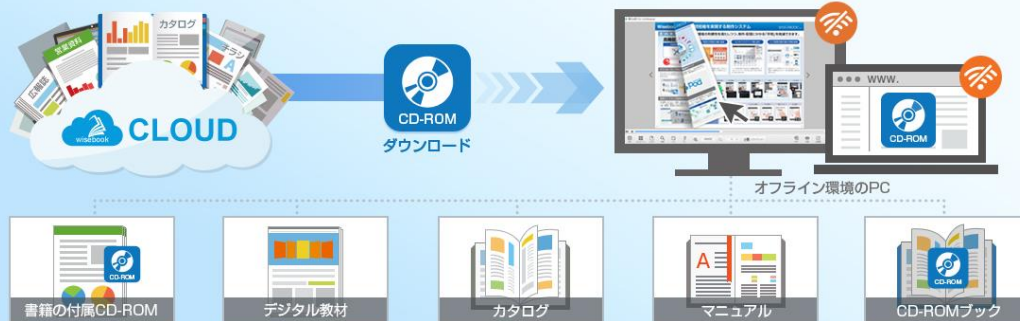 営業資料
カタログ
チラシ
広報誌
wisebook
CLOUD
CD-ROM
ダウンロード
iPod
WWW.
CD-ROM
オフライン環境のPC
CD-ROM
書籍の付属CD-ROM
デジタル教材
カタログ
A
マニュアル
CD-ROM
CD-ROMブック